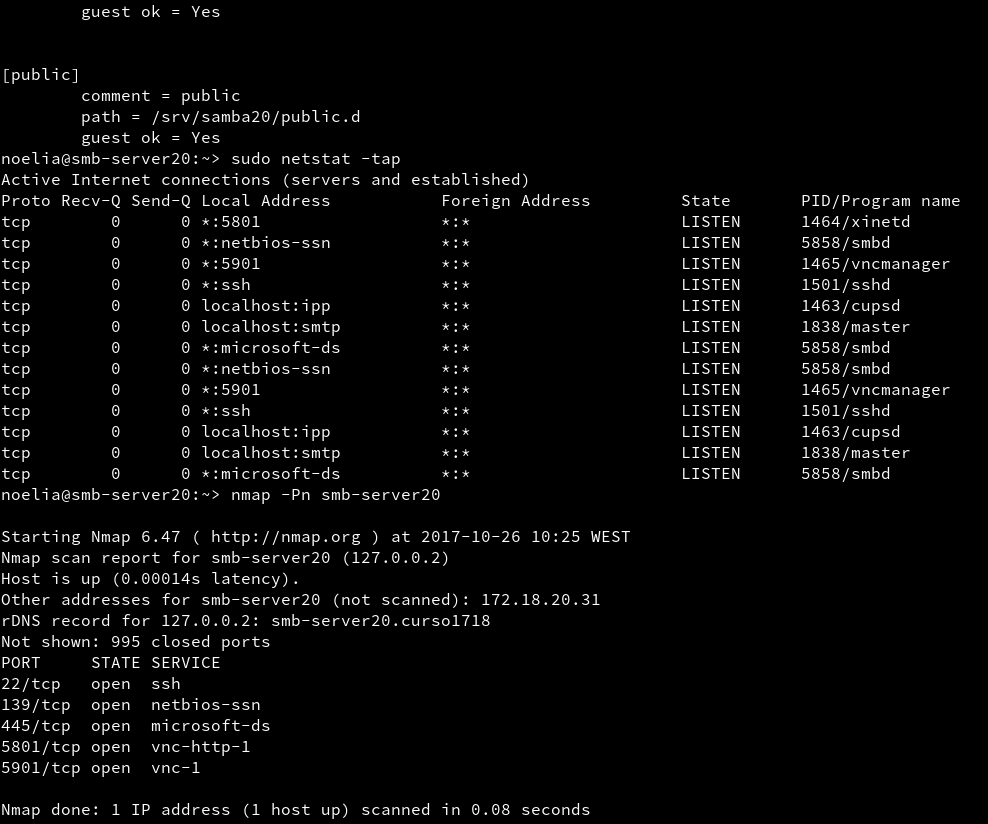 guest ok = Yes


[public]
        comment = public
        path = /srv/samba20/public.d
        guest ok = Yes
noelia@smb-server20:~> sudo netstat -tap
Active Internet connections (servers and established)
Proto Recv-Q Send-Q Local Address           Foreign Address         State       PID/Program name
tcp        0      0 *:5801                  *:*                     LISTEN      1464/xinetd
tcp        0      0 *:netbios-ssn           *:*                     LISTEN      5858/smbd
tcp        0      0 *:5901                  *:*                     LISTEN      1465/vncmanager
tcp        0      0 *:ssh                   *:*                     LISTEN      1501/sshd
tcp        0      0 localhost:ipp           *:*                     LISTEN      1463/cupsd
tcp        0      0 localhost:smtp          *:*                     LISTEN      1838/master
tcp        0      0 *:microsoft-ds          *:*                     LISTEN      5858/smbd
tcp        0      0 *:netbios-ssn           *:*                     LISTEN      5858/smbd
tcp        0      0 *:5901                  *:*                     LISTEN      1465/vncmanager
tcp        0      0 *:ssh                   *:*                     LISTEN      1501/sshd
tcp        0      0 localhost:ipp           *:*                     LISTEN      1463/cupsd
tcp        0      0 localhost:smtp          *:*                     LISTEN      1838/master
tcp        0      0 *:microsoft-ds          *:*                     LISTEN      5858/smbd
noelia@smb-server20:~> nmap -Pn smb-server20

Starting Nmap 6.47 ( http://nmap.org ) at 2017-10-26 10:25 WEST
Nmap scan report for smb-server20 (127.0.0.2)
Host is up (0.00014s latency).
Other addresses for smb-server20 (not scanned): 172.18.20.31
rDNS record for 127.0.0.2: smb-server20.curso1718
Not shown: 995 closed ports
PORT     STATE SERVICE
22/tcp   open  ssh
139/tcp  open  netbios-ssn
445/tcp  open  microsoft-ds
5801/tcp open  vnc-http-1
5901/tcp open  vnc-1

Nmap done: 1 IP address (1 host up) scanned in 0.08 seconds